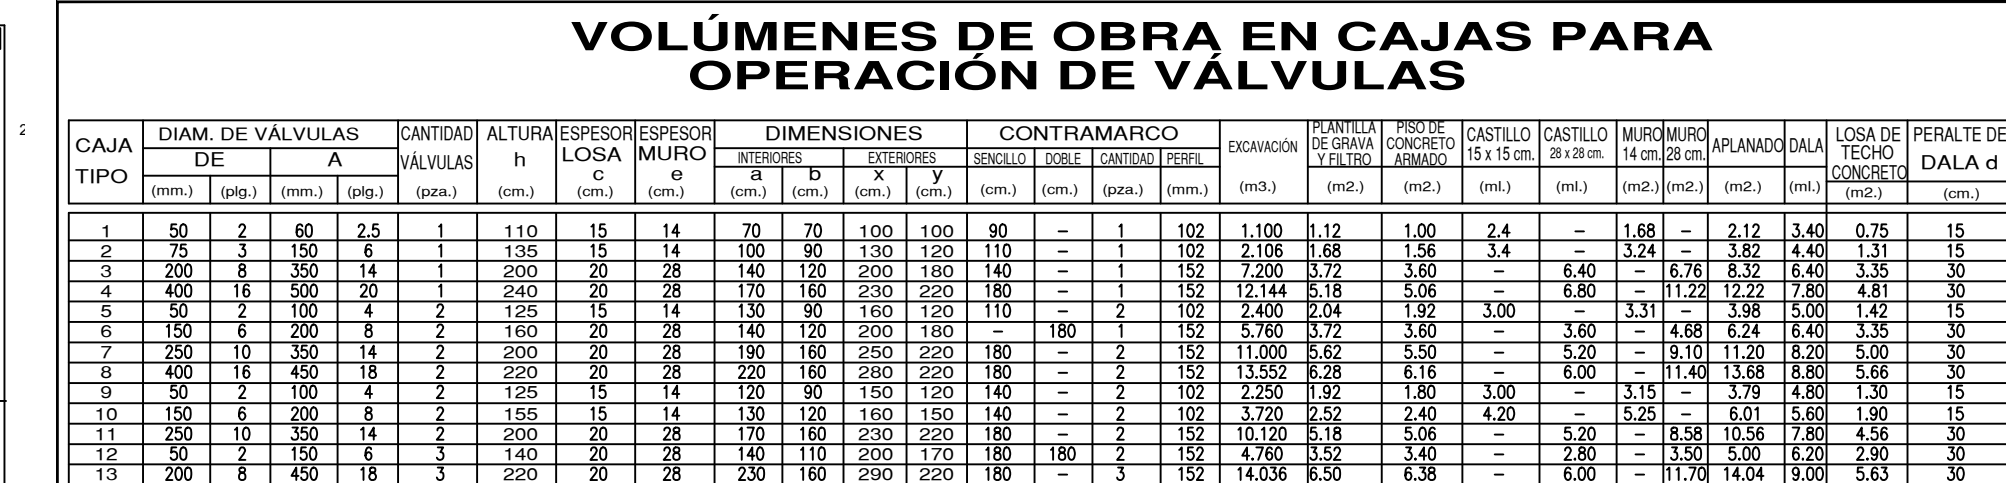 VOLÚMENES DE OBRA EN CAJAS PARA
OPERACIÓN DE VÁLVULAS
CAJA TIPO | DIAM. DE VÁLVULAS | CANTIDAD VÁLVULAS | ALTURA h | ESPESOR LOSA c | ESPESOR MURO e | DIMENSIONES | CONTRAMARCO | EXCAVACIÓN | PLANTILLA DE GRAVA Y FILTRO | PISO DE CONCRETO ARMADO | CASTILLO 15 x 15 cm. | CASTILLO 28 x 28 cm. | MURO 14 cm. | MURO 28 cm. | APLANADO | DALA | LOSA DE TECHO CONCRETO | PERALTE DE DALA d
DE | A | INTERIORES | EXTERIORES | SENCILLO | DOBLE | CANTIDAD | PERFIL
a | b | x | y
(mm.) | (plg.) | (mm.) | (plg.) | (pza.) | (cm.) | (cm.) | (cm.) | (cm.) | (cm.) | (cm.) | (cm.) | (cm.) | (cm.) | (pza.) | (mm.) | (m3.) | (m2.) | (m2.) | (ml.) | (ml.) | (m2.) | (m2.) | (m2.) | (ml.) | (m2.) | (cm.)
1 | 50 | 2 | 60 | 2.5 | 1 | 110 | 15 | 14 | 70 | 70 | 100 | 100 | 90 | – | 1 | 102 | 1.100 | 1.12 | 1.00 | 2.4 | – | 1.68 | – | 2.12 | 3.40 | 0.75 | 15
2 | 75 | 3 | 150 | 6 | 1 | 135 | 15 | 14 | 100 | 90 | 130 | 120 | 110 | – | 1 | 102 | 2.106 | 1.68 | 1.56 | 3.4 | – | 3.24 | – | 3.82 | 4.40 | 1.31 | 15
3 | 200 | 8 | 350 | 14 | 1 | 200 | 20 | 28 | 140 | 120 | 200 | 180 | 140 | – | 1 | 152 | 7.200 | 3.72 | 3.60 | – | 6.40 | – | 6.76 | 8.32 | 6.40 | 3.35 | 30
4 | 400 | 16 | 500 | 20 | 1 | 240 | 20 | 28 | 170 | 160 | 230 | 220 | 180 | – | 1 | 152 | 12.144 | 5.18 | 5.06 | – | 6.80 | – | 11.22 | 12.22 | 7.80 | 4.81 | 30
5 | 50 | 2 | 100 | 4 | 2 | 125 | 15 | 14 | 130 | 90 | 160 | 120 | 110 | – | 2 | 102 | 2.400 | 2.04 | 1.92 | 3.00 | – | 3.31 | – | 3.98 | 5.00 | 1.42 | 15
6 | 150 | 6 | 200 | 8 | 2 | 160 | 20 | 28 | 140 | 120 | 200 | 180 | – | 180 | 1 | 152 | 5.760 | 3.72 | 3.60 | – | 3.60 | – | 4.68 | 6.24 | 6.40 | 3.35 | 30
7 | 250 | 10 | 350 | 14 | 2 | 200 | 20 | 28 | 190 | 160 | 250 | 220 | 180 | – | 2 | 152 | 11.000 | 5.62 | 5.50 | – | 5.20 | – | 9.10 | 11.20 | 8.20 | 5.00 | 30
8 | 400 | 16 | 450 | 18 | 2 | 220 | 20 | 28 | 220 | 160 | 280 | 220 | 180 | – | 2 | 152 | 13.552 | 6.28 | 6.16 | – | 6.00 | – | 11.40 | 13.68 | 8.80 | 5.66 | 30
9 | 50 | 2 | 100 | 4 | 2 | 125 | 15 | 14 | 120 | 90 | 150 | 120 | 140 | – | 2 | 102 | 2.250 | 1.92 | 1.80 | 3.00 | – | 3.15 | – | 3.79 | 4.80 | 1.30 | 15
10 | 150 | 6 | 200 | 8 | 2 | 155 | 15 | 14 | 130 | 120 | 160 | 150 | 140 | – | 2 | 102 | 3.720 | 2.52 | 2.40 | 4.20 | – | 5.25 | – | 6.01 | 5.60 | 1.90 | 15
11 | 250 | 10 | 350 | 14 | 2 | 200 | 20 | 28 | 170 | 160 | 230 | 220 | 180 | – | 2 | 152 | 10.120 | 5.18 | 5.06 | – | 5.20 | – | 8.58 | 10.56 | 7.80 | 4.56 | 30
12 | 50 | 2 | 150 | 6 | 3 | 140 | 20 | 28 | 140 | 110 | 200 | 170 | 180 | 180 | 2 | 152 | 4.760 | 3.52 | 3.40 | – | 2.80 | – | 3.50 | 5.00 | 6.20 | 2.90 | 30
13 | 200 | 8 | 450 | 18 | 3 | 220 | 20 | 28 | 230 | 160 | 290 | 220 | 180 | – | 3 | 152 | 14.036 | 6.50 | 6.38 | – | 6.00 | – | 11.70 | 14.04 | 9.00 | 5.63 | 30